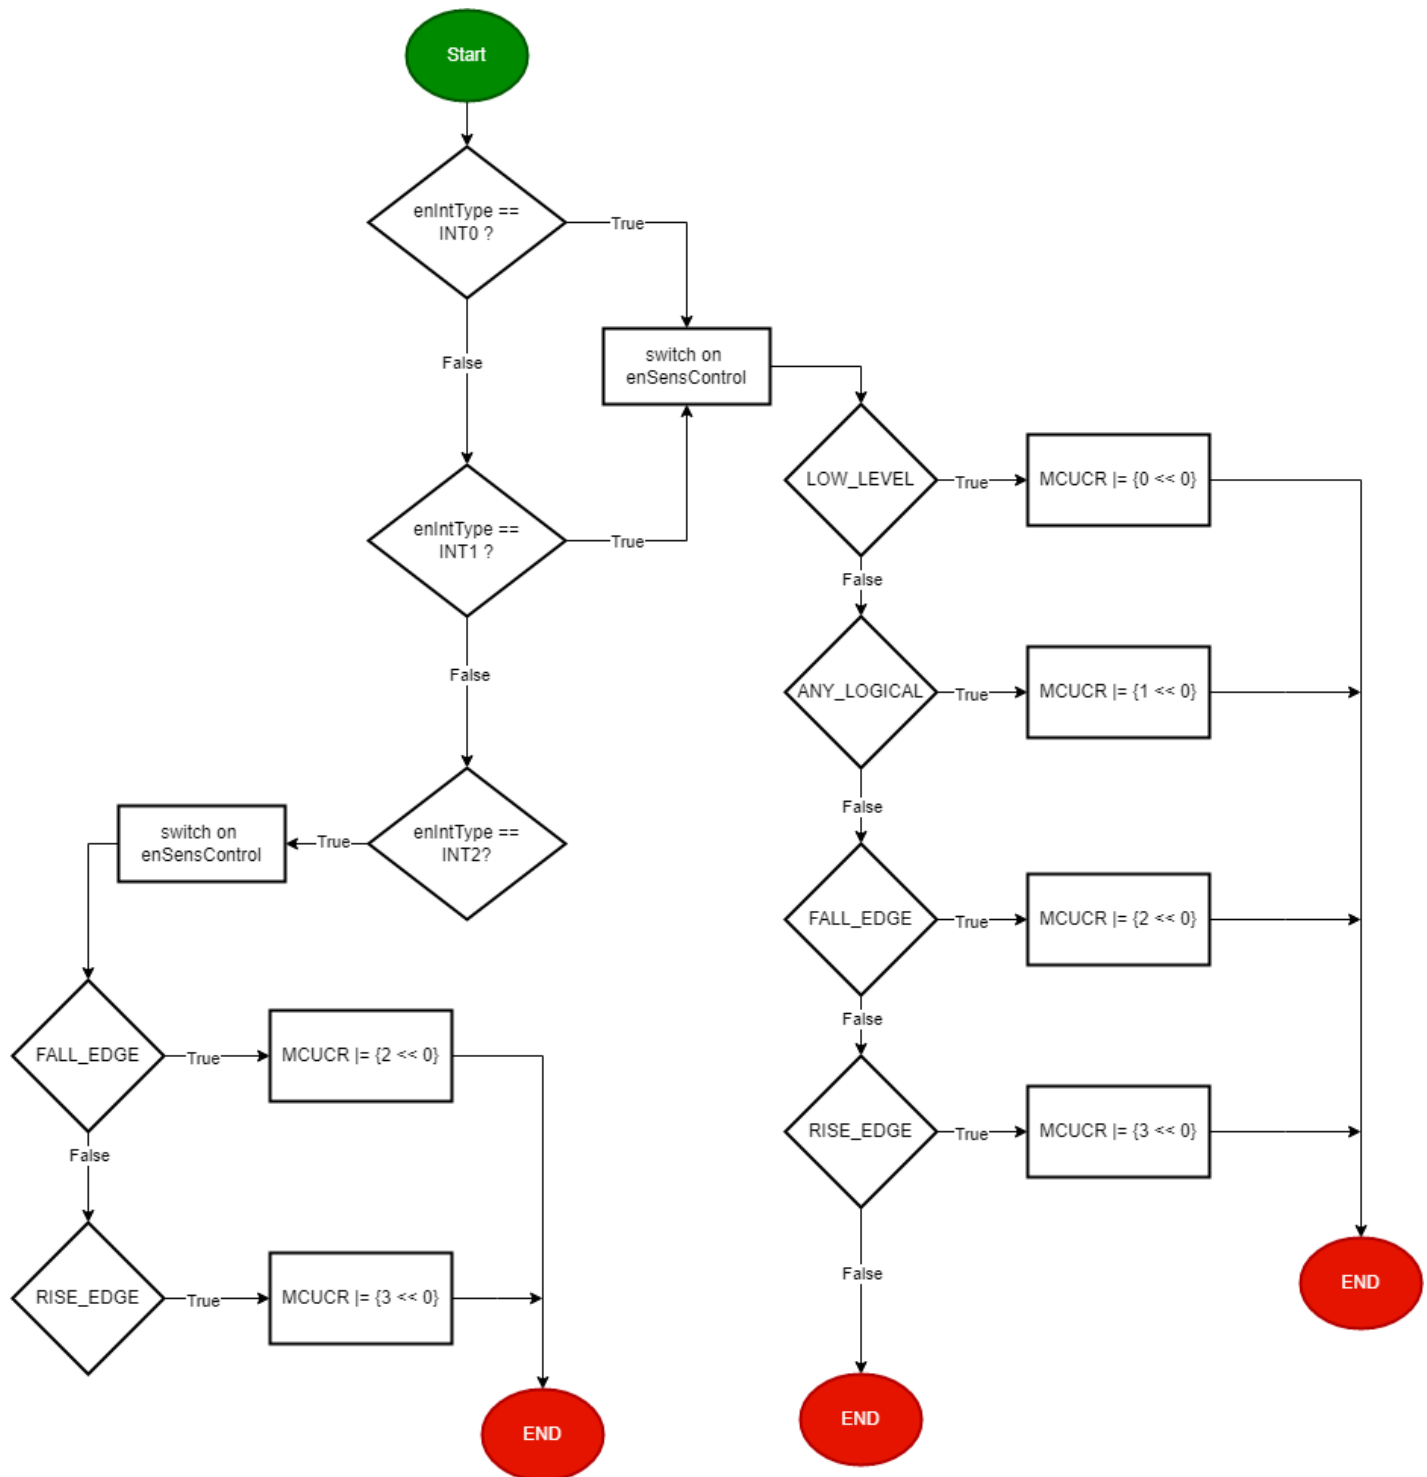 Start
enIntType ==
INT0 ?
True
False
switch on
enSensControl
enIntType ==
INT1 ?
True
False
LOW_LEVEL
True
MCUCR |= {0 << 0}
False
ANY_LOGICAL
True
MCUCR |= {1 << 0}
False
FALL_EDGE
True
MCUCR |= {2 << 0}
False
RISE_EDGE
True
MCUCR |= {3 << 0}
False
END
END
enIntType ==
INT2?
True
switch on
enSensControl
FALL_EDGE
True
MCUCR |= {2 << 0}
False
RISE_EDGE
True
MCUCR |= {3 << 0}
END